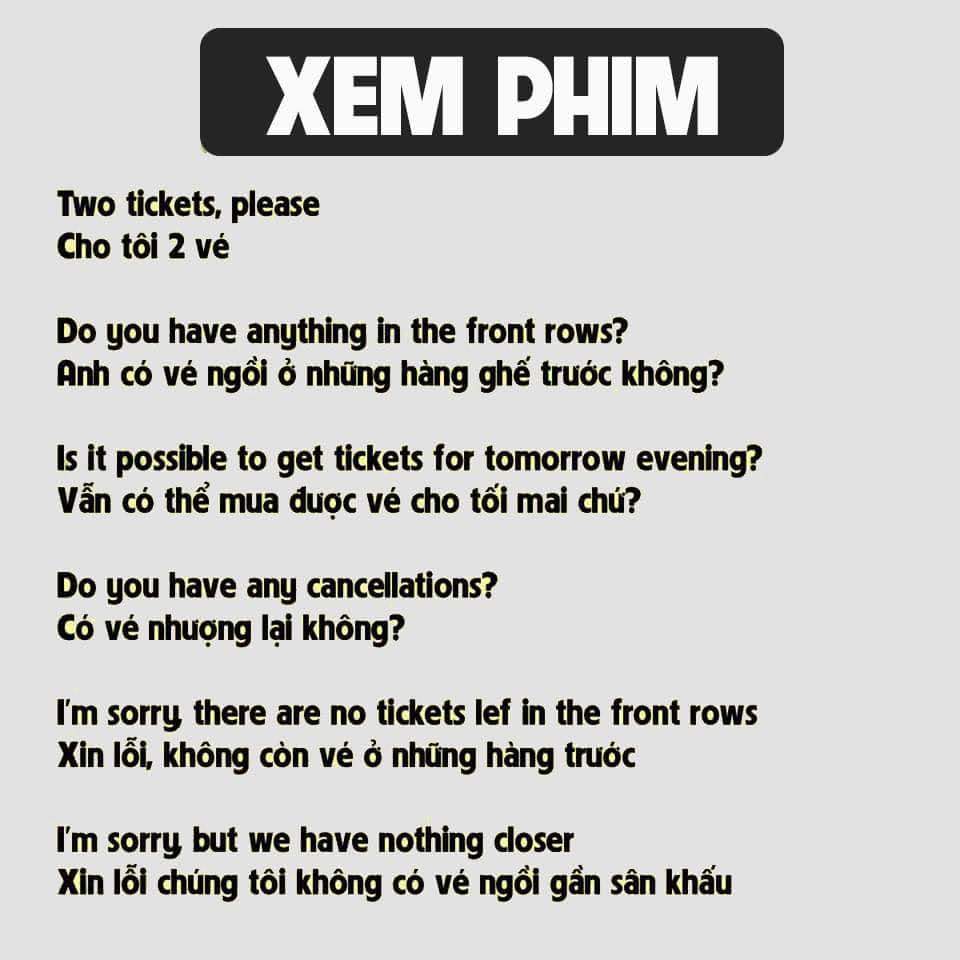 XEM PHIM
Two tickets, please
Cho tôi 2 vé
Do you have anything in the front rows?
Anh có vé ngồi ở những hàng ghế trước không?
Is it possible to get tickets for tomorrow evening?
Vẫn có thể mua được vé cho tối mai chứ?
Do you have any cancellations?
Có vé nhượng lại không?
I'm sorry, there are no tickets lef in the front rows
Xin lỗi, không còn vé ở những hàng trước
I'm sorry, but we have nothing closer
Xin lỗi chúng tôi không có vé ngồi gần sân khấu